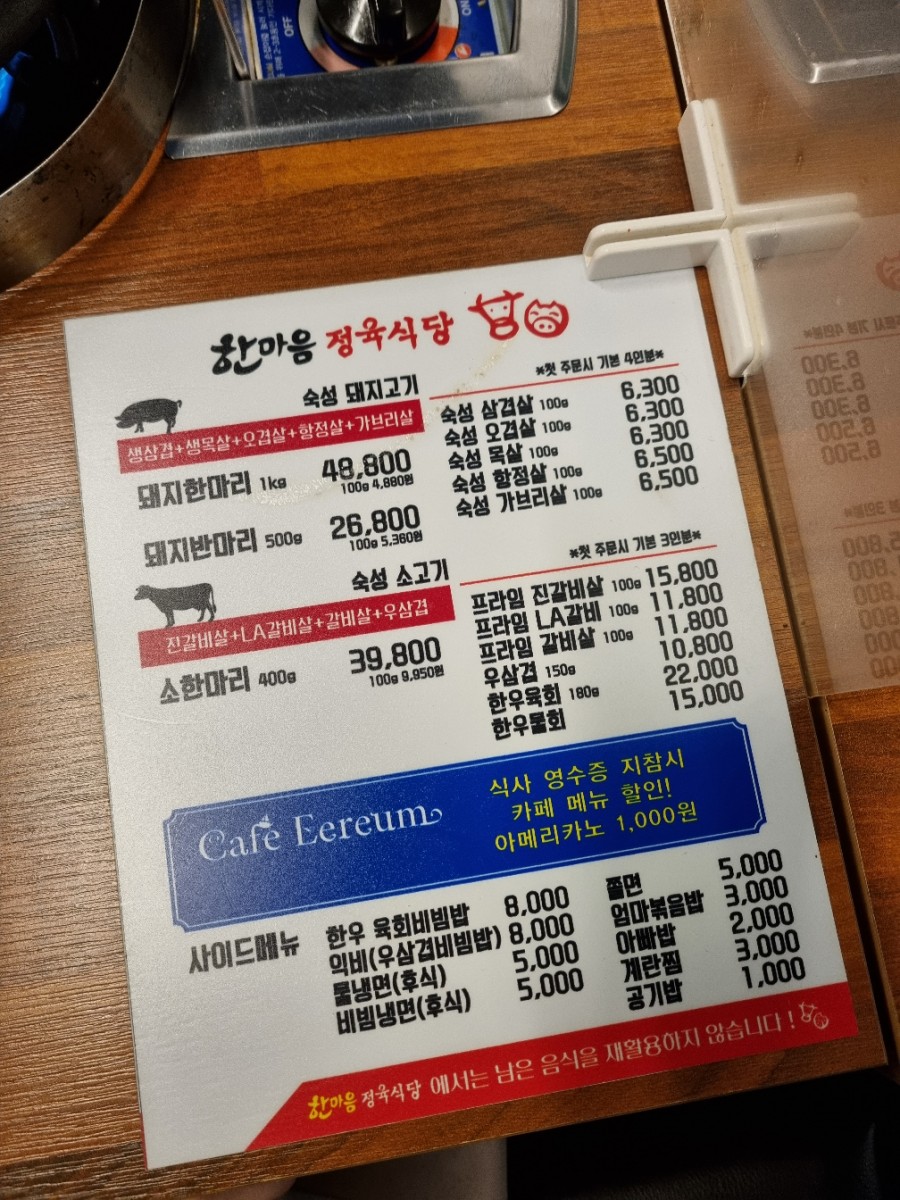 OFF
ON
한마음 정육식당
숙성 돼지고기
생삼겹+생목살+오겹살+항정살+가브리살
돼지한마리 1kg 48,800
100g 4,880원
돼지반마리 500g 26,800
100g 5,360원
*첫 주문시 기본 4인분*
숙성 삼겹살 100g 6,300
숙성 오겹살 100g 6,300
숙성 목살 100g 6,300
숙성 항정살 100g 6,500
숙성 가브리살 100g 6,500
숙성 소고기
진갈비살+LA갈비살+갈비살+우삼겹
소한마리 400g 39,800
100g 9,950원
*첫 주문시 기본 3인분*
프라임 진갈비살 100g 15,800
프라임 LA갈비 100g 11,800
프라임 갈비살 100g 11,800
우삼겹 150g 10,800
한우육회 180g 22,000
한우물회 15,000
Café Eereum
식사 영수증 지참시
카페 메뉴 할인!
아메리카노 1,000원
사이드메뉴
한우 육회비빔밥 8,000
익비(우삼겹비빔밥) 8,000
물냉면(후식) 5,000
비빔냉면(후식) 5,000
쫄면 5,000
엄마볶음밥 3,000
아빠밥 2,000
계란찜 3,000
공기밥 1,000
한마음 정육식당 에서는 남은 음식을 재활용하지 않습니다 !